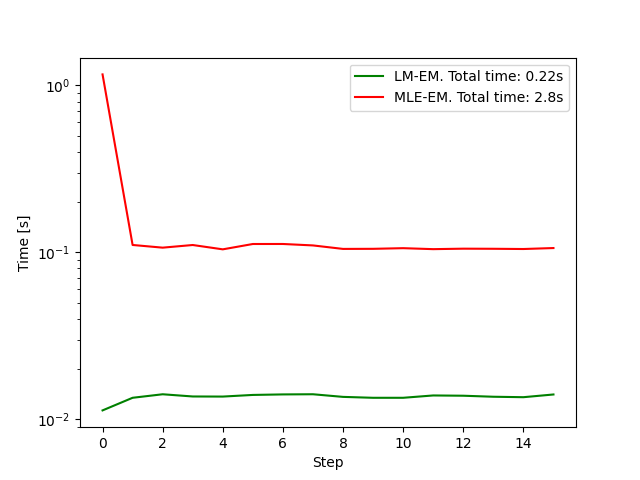 LM-EM. Total time: 0.22s
MLE-EM. Total time: 2.8s
10^0
10^-1
10^-2
Time [s]
0 2 4 6 8 10 12 14
Step